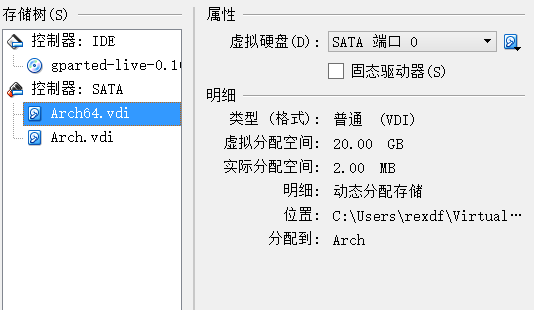 存储树(S)
控制器: IDE
gparted-live-0.1
控制器: SATA
Arch64.vdi
Arch.vdi
属性
虚拟硬盘(D): SATA 端口 0
固态驱动器(S)
明细
类型 (格式): 普通 (VDI)
虚拟分配空间: 20.00 GB
实际分配空间: 2.00 MB
明细: 动态分配存储
位置: C:\Users\rexdf\Virtual···
分配到: Arch